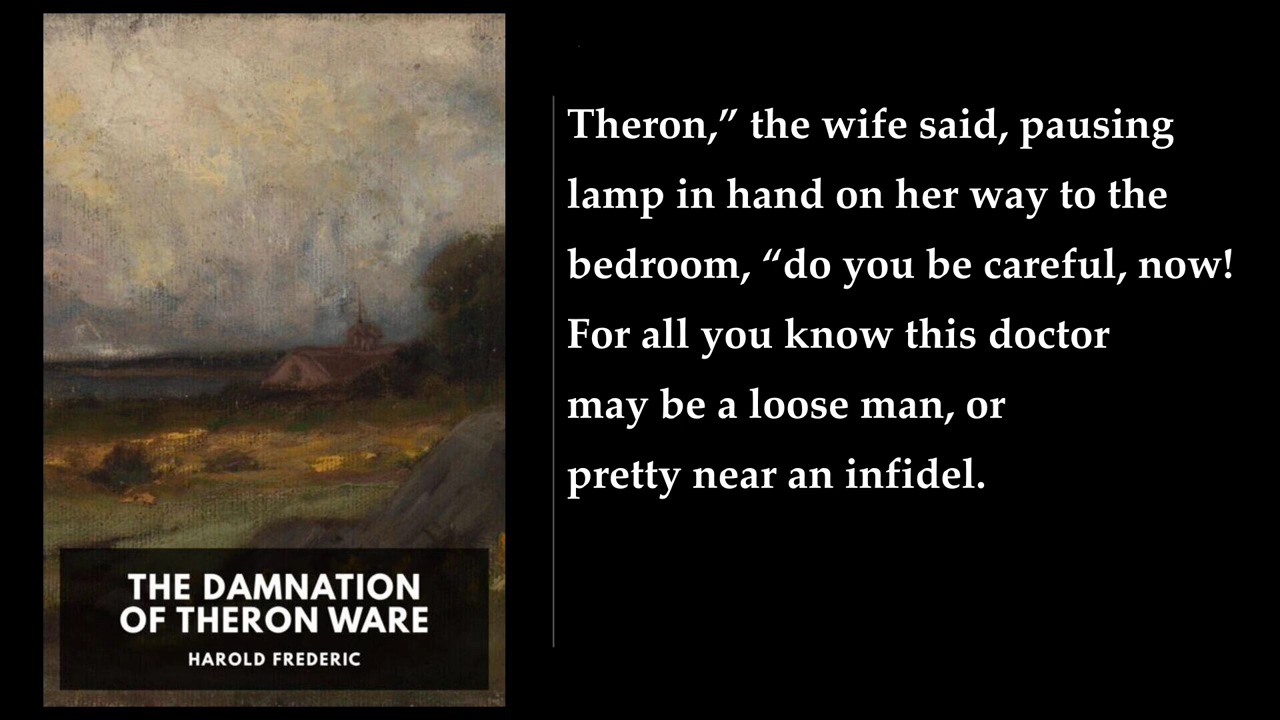 Theron,” the wife said, pausing
lamp in hand on her way to the
bedroom, “do you be careful, now!
For all you know this doctor
may be a loose man, or
pretty near an infidel.
THE DAMNATION
OF THERON WARE
HAROLD FREDERIC